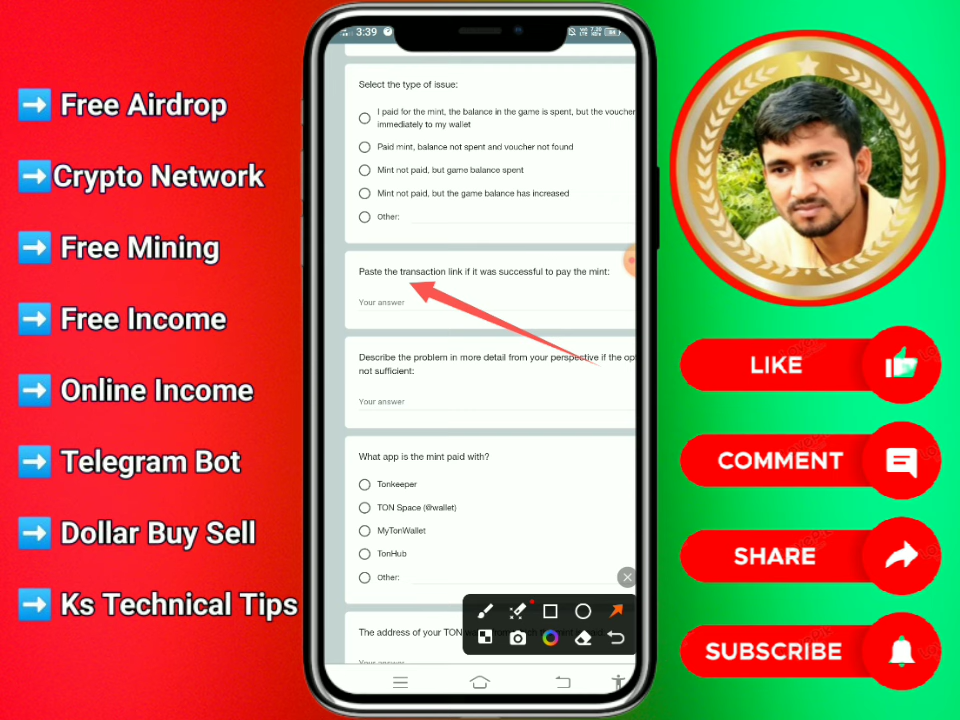 Free Airdrop
Crypto Network
Free Mining
Free Income
Online Income
Telegram Bot
Dollar Buy Sell
Ks Technical Tips
3:39
Select the type of issue:
I paid for the mint, the balance in the game is spent, but the voucher
immediately to my wallet
Paid mint, balance not spent and voucher not found
Mint not paid, but game balance spent
Mint not paid, but the game balance has increased
Other:
Paste the transaction link if it was successful to pay the mint:
Your answer
Describe the problem in more detail from your perspective if the op
not sufficient:
Your answer
What app is the mint paid with?
Tonkeeper
TON Space (@wallet)
MyTonWallet
TonHub
Other:
The address of your TON
LIKE
COMMENT
SHARE
SUBSCRIBE